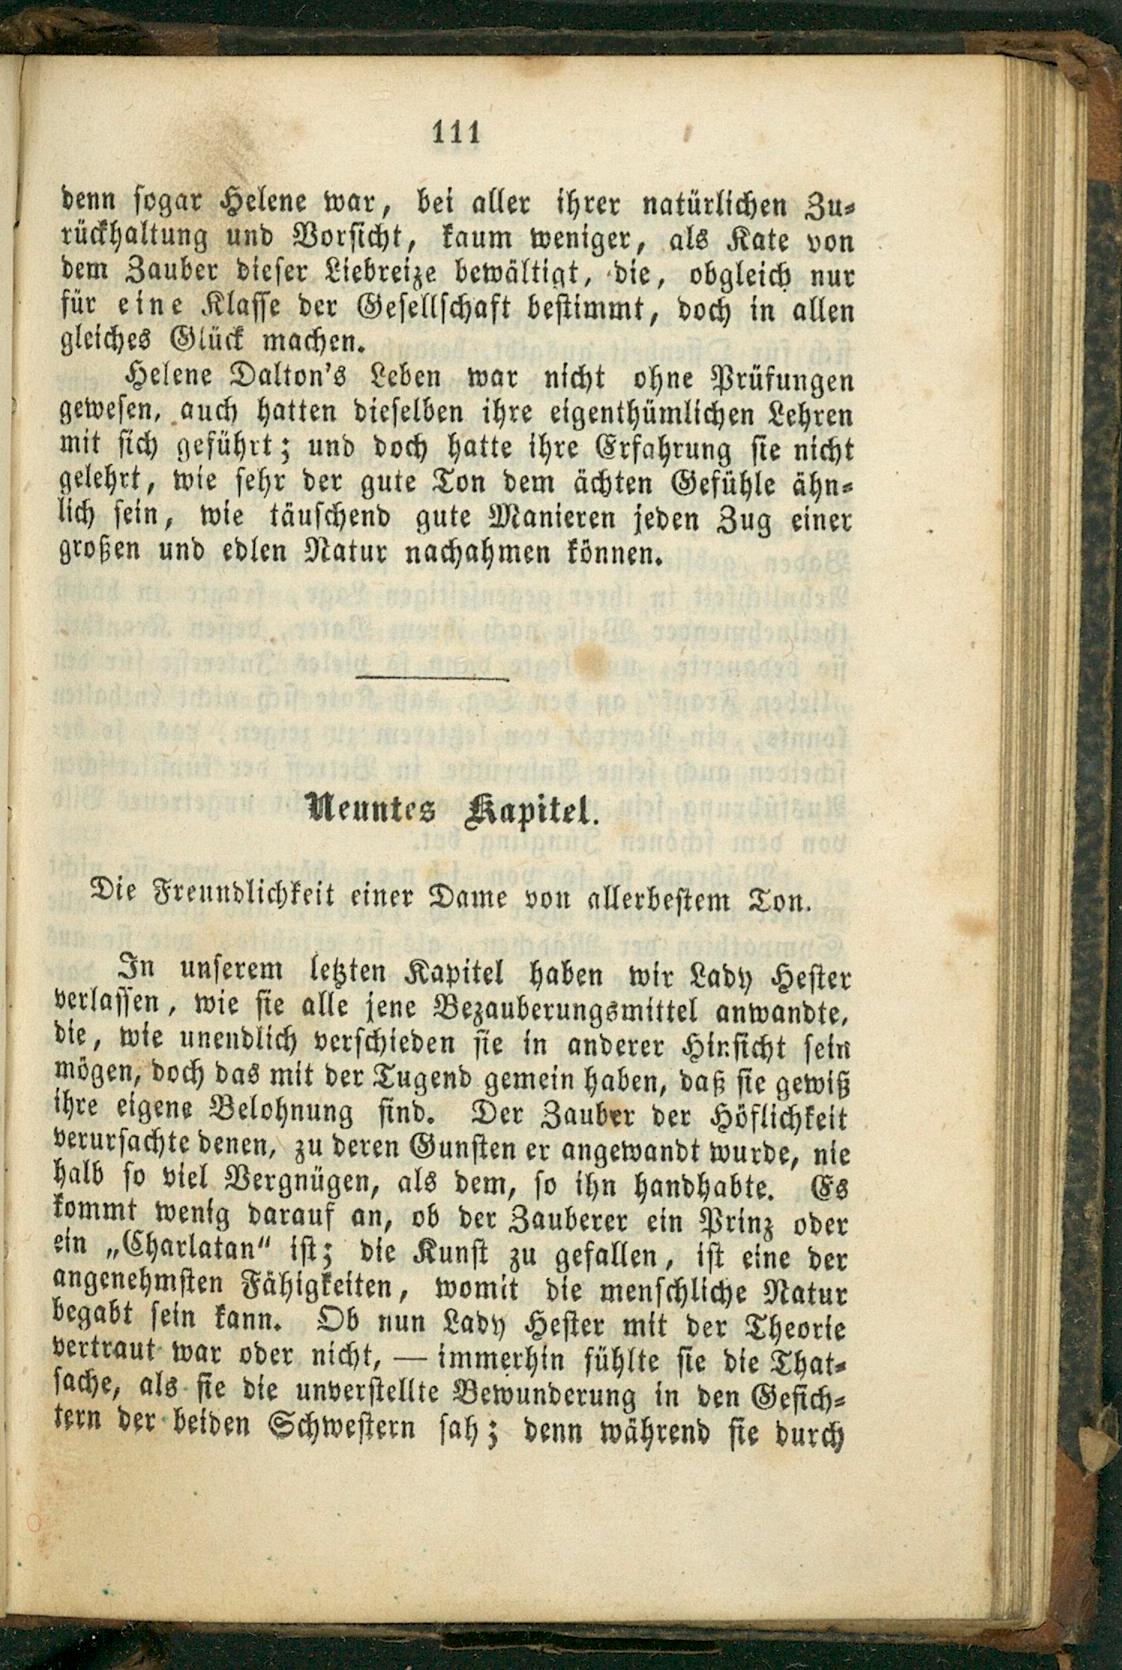 111
denn sogar Helene war, bei aller ihrer natürlichen Zu-
rückhaltung und Vorsicht, kaum weniger, als Kate von
dem Zauber dieser Liebreize bewältigt, die, obgleich nur
für eine Klasse der Gesellschaft bestimmt, doch in allen
gleiches Glück machen.
Helene Dalton's Leben war nicht ohne Prüfungen
gewesen, auch hatten dieselben ihre eigenthümlichen Lehren
mit sich geführt; und doch hatte ihre Erfahrung sie nicht
gelehrt, wie sehr der gute Ton dem ächten Gefühle ähn-
lich sein, wie täuschend gute Manieren jeden Zug einer
großen und edlen Natur nachahmen können.
Neuntes Kapitel.
Die Freundlichkeit einer Dame von allerbestem Ton.
In unserem letzten Kapitel haben wir Lady Hester
verlassen, wie sie alle jene Bezauberungsmittel anwandte,
die, wie unendlich verschieden sie in anderer Hinsicht sein
mögen, doch das mit der Tugend gemein haben, daß sie gewiß
ihre eigene Belohnung sind. Der Zauber der Höflichkeit
verursachte denen, zu deren Gunsten er angewandt wurde, nie
halb so viel Vergnügen, als dem, so ihn handhabte. Es
kommt wenig darauf an, ob der Zauberer ein Prinz oder
ein „Charlatan“ ist; die Kunst zu gefallen, ist eine der
angenehmsten Fähigkeiten, womit die menschliche Natur
begabt sein kann. Ob nun Lady Hester mit der Theorie
vertraut war oder nicht, — immerhin fühlte sie die That-
sache, als sie die unverstellte Bewunderung in den Gesich-
tern der beiden Schwestern sah; denn während sie durch